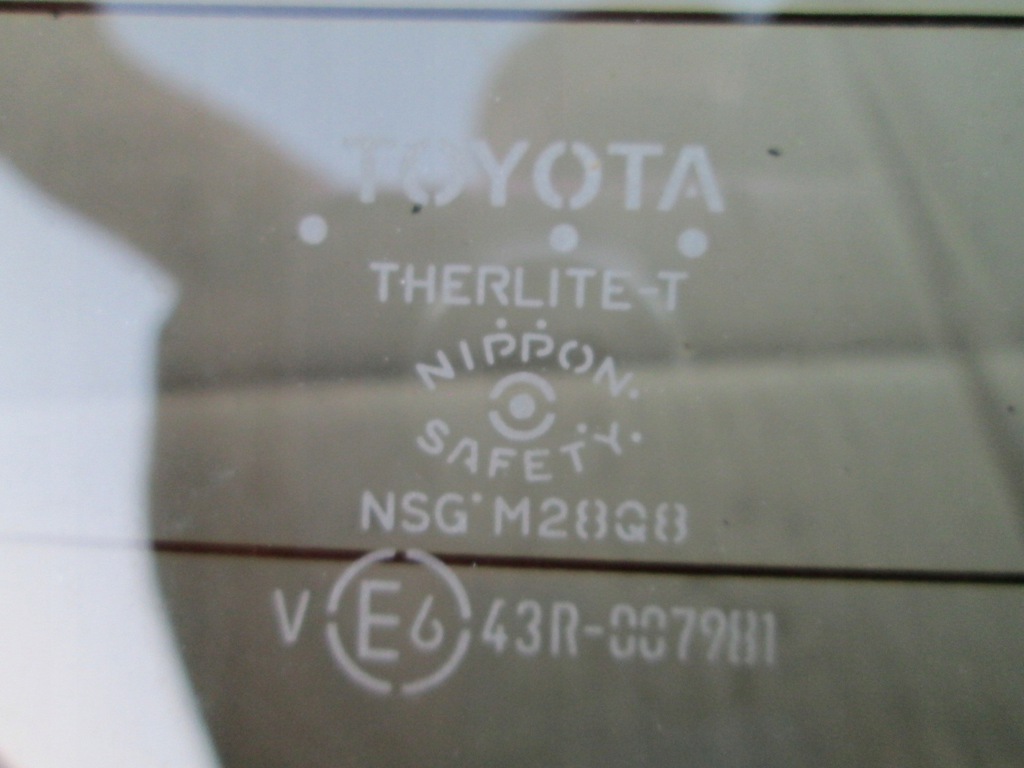 TOYOTA
THERLITE-T
NIPPON
SAFETY
NSG M28Q8
V E6 43R-007981